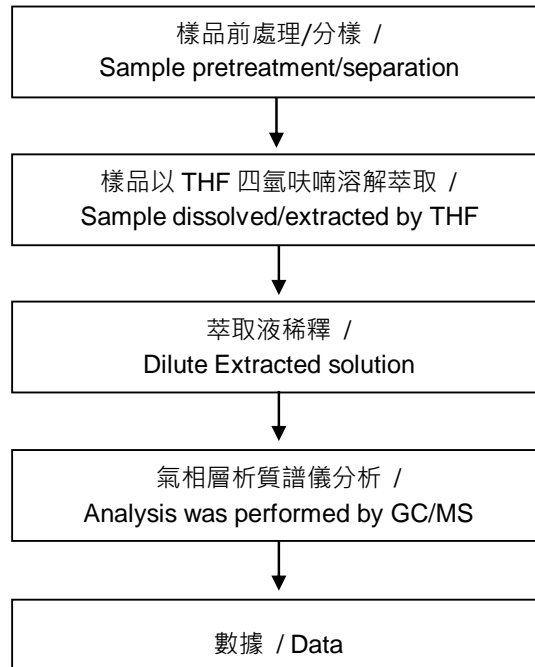 樣品前處理/分樣 /
Sample pretreatment/separation
樣品以 THF 四氫呋喃溶解萃取 /
Sample dissolved/extracted by THF
萃取液稀釋 /
Dilute Extracted solution
氣相層析質譜儀分析 /
Analysis was performed by GC/MS
數據 / Data